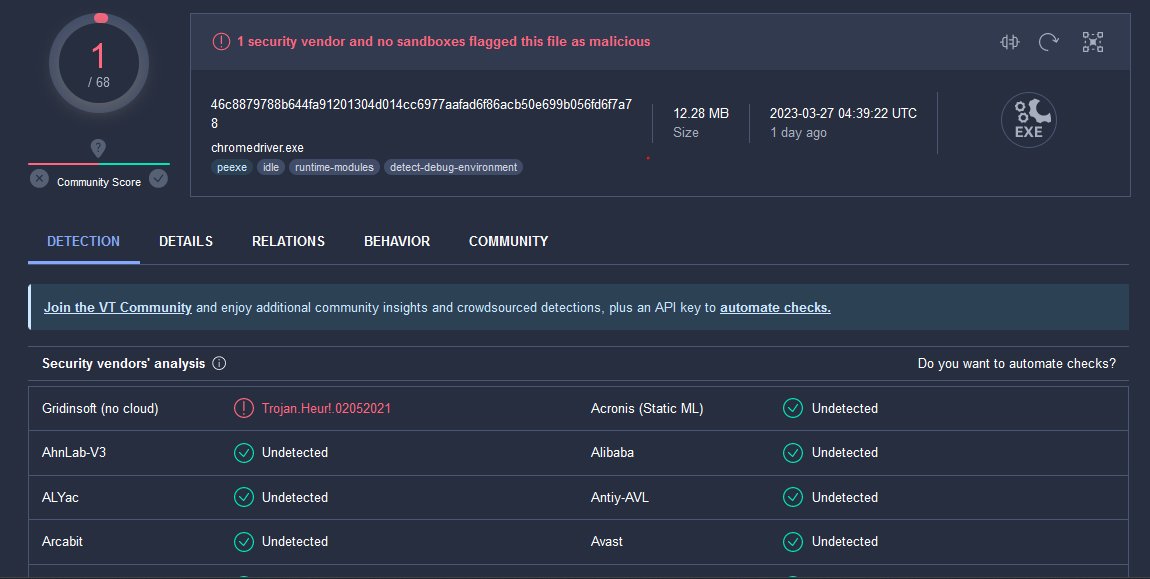 1
/ 68
?
Community Score
1 security vendor and no sandboxes flagged this file as malicious
46c8879788b644fa91201304d014cc6977aafad6f86acb50e699b056fd6f7a7
8
chromedriver.exe
peexe idle runtime-modules detect-debug-environment
12.28 MB
Size
2023-03-27 04:39:22 UTC
1 day ago
EXE
DETECTION DETAILS RELATIONS BEHAVIOR COMMUNITY
Join the VT Community and enjoy additional community insights and crowdsourced detections, plus an API key to automate checks.
Security vendors' analysis Do you want to automate checks?
Gridinsoft (no cloud) Trojan.Heur!.02052021 Acronis (Static ML) Undetected
AhnLab-V3 Undetected Alibaba Undetected
ALYac Undetected Antiy-AVL Undetected
Arcabit Undetected Avast Undetected